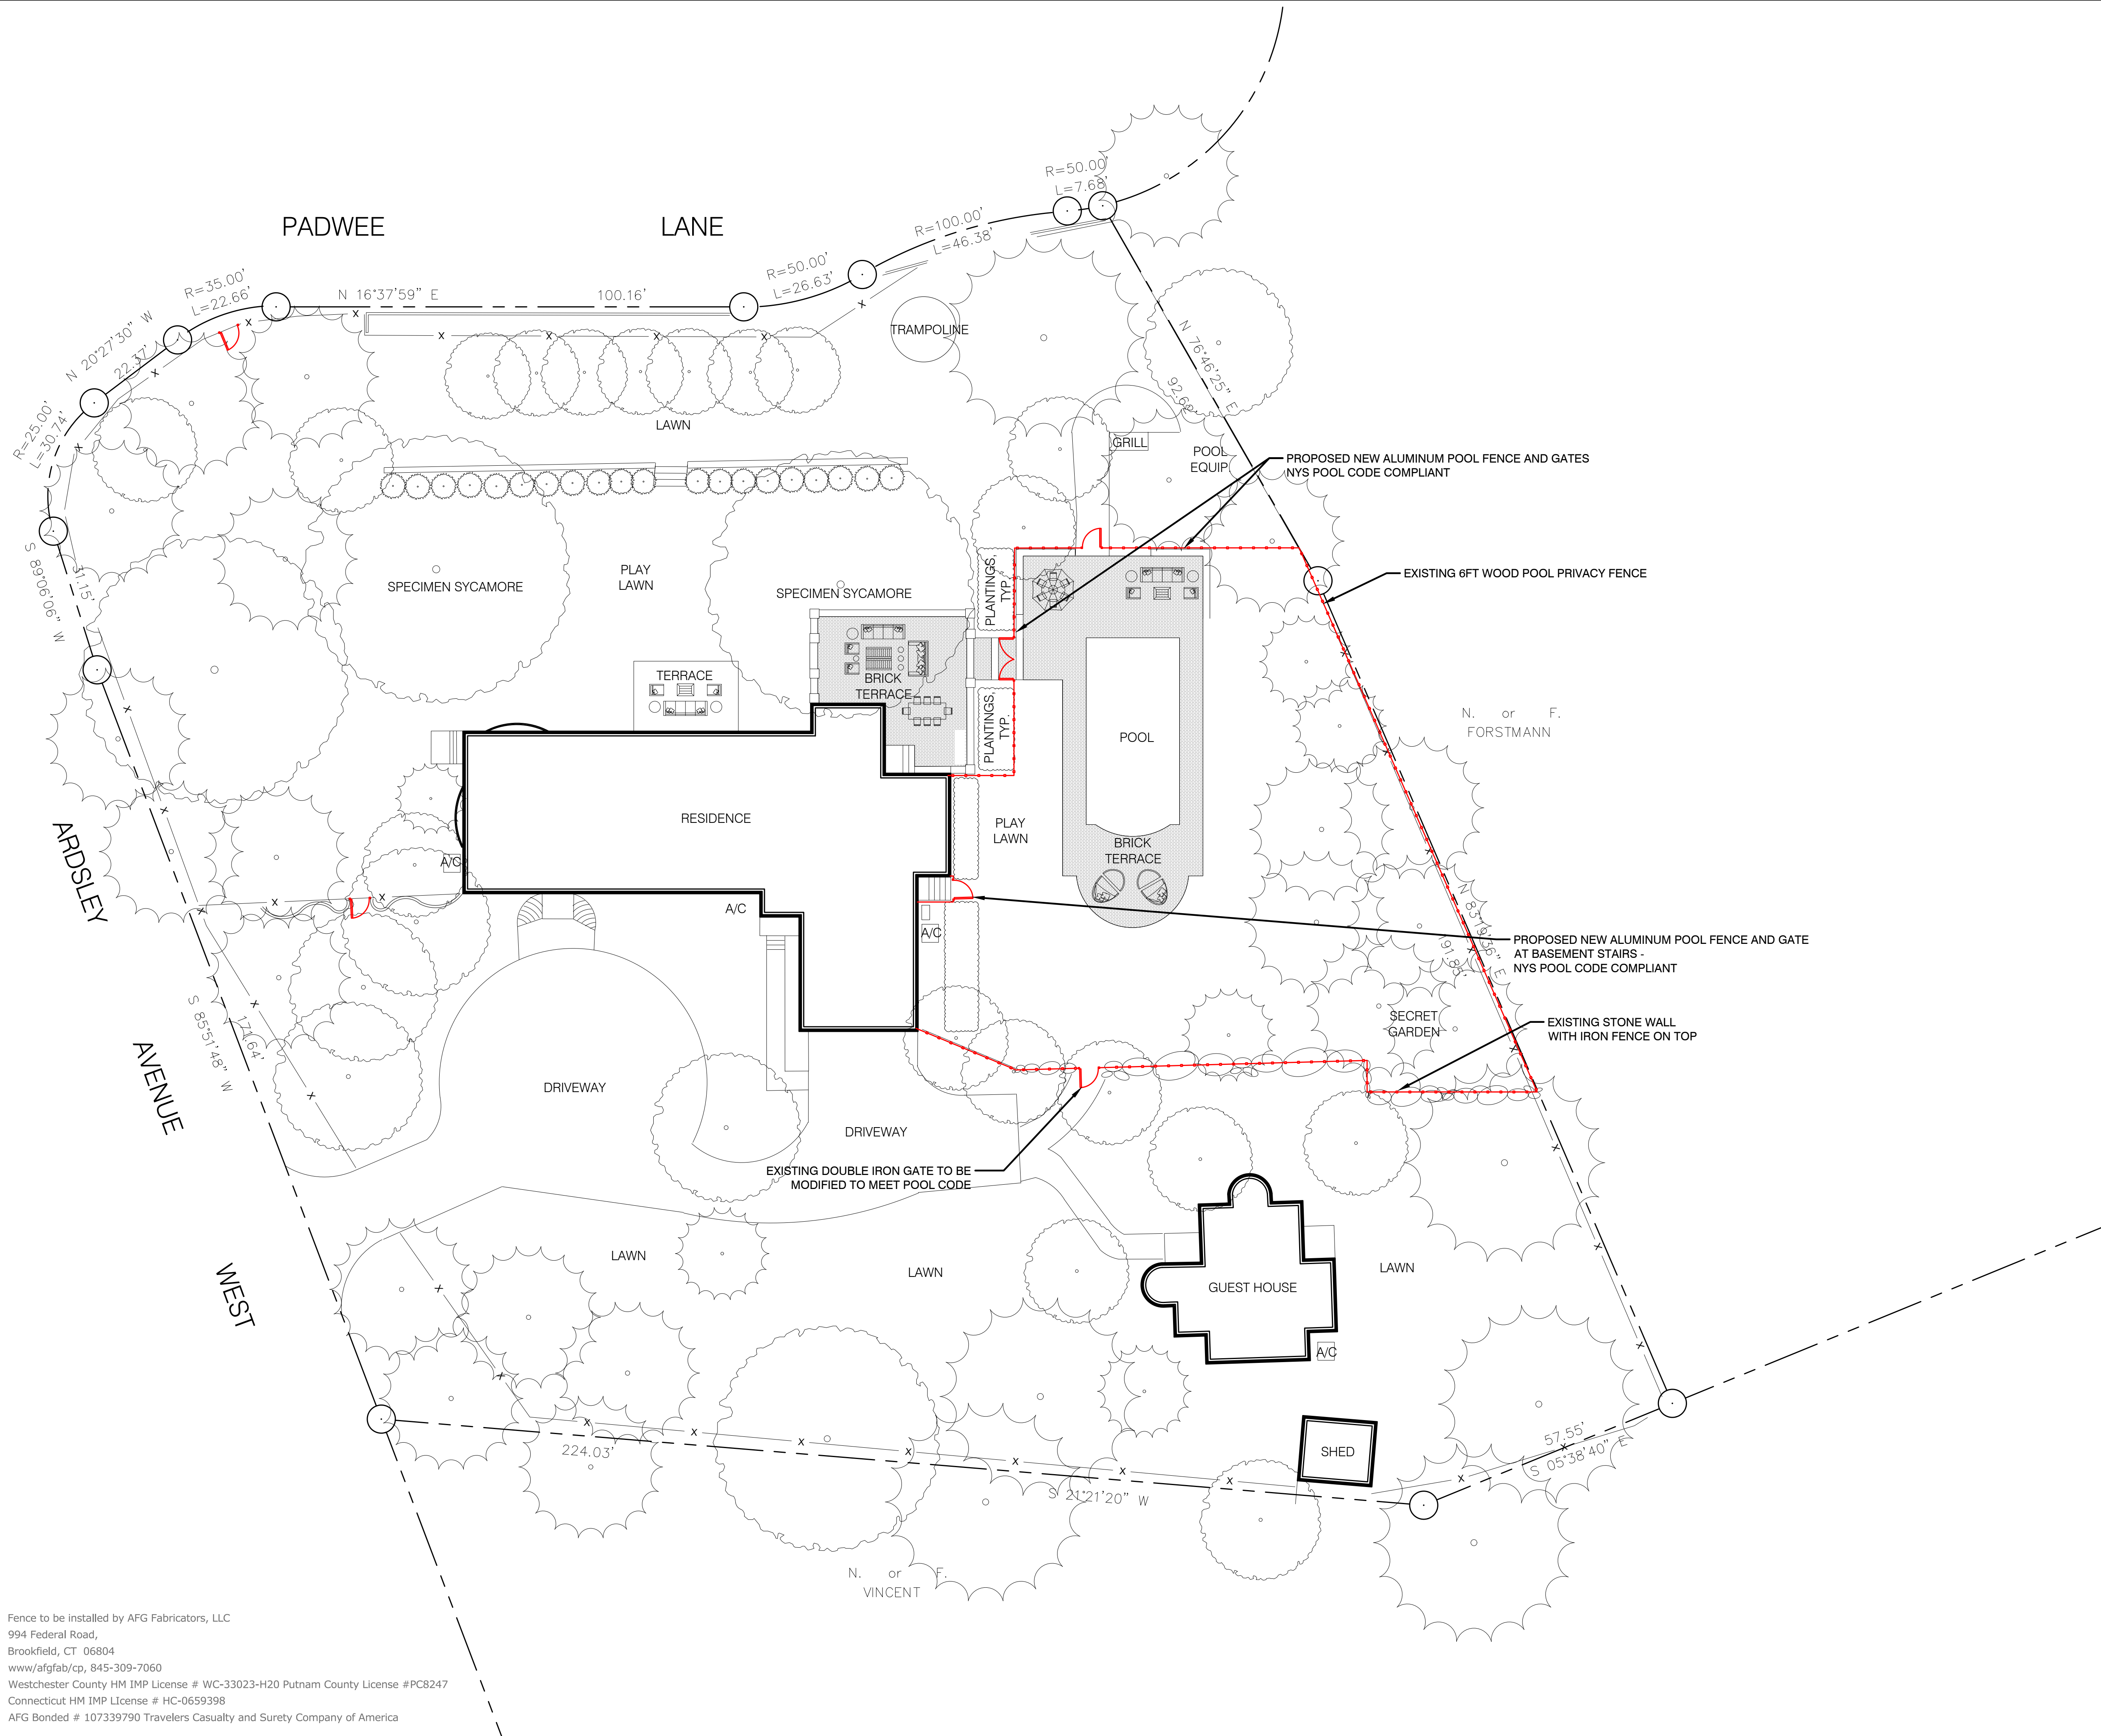 R=50.00'
L=7.68'
PADWEE LANE
R=100.00'
L=46.38'
R=50.00'
L=26.63'
R=35.00'
L=22.66'
N 16°37'59" E 100.16'
N 20°27'30" W
22.37'
TRAMPOLINE
N 76°46'25" E
92.62'
R=25.00'
L=30.74'
LAWN
GRILL
POOL
EQUIP.
PROPOSED NEW ALUMINUM POOL FENCE AND GATES
NYS POOL CODE COMPLIANT
S 89°06'06" W
31.15'
SPECIMEN SYCAMORE
PLAY
LAWN
SPECIMEN SYCAMORE
PLANTINGS,
TYP.
EXISTING 6FT WOOD POOL PRIVACY FENCE
TERRACE
BRICK
TERRACE
PLANTINGS,
TYP.
POOL
N. or F.
FORSTMANN
RESIDENCE
PLAY
LAWN
BRICK
TERRACE
A/C
A/C
A/C
N 83°19'36" E
191.85'
PROPOSED NEW ALUMINUM POOL FENCE AND GATE
AT BASEMENT STAIRS -
NYS POOL CODE COMPLIANT
ARDSLEY
AVENUE
WEST
S 85°51'48" W
171.64'
SECRET
GARDEN
EXISTING STONE WALL
WITH IRON FENCE ON TOP
DRIVEWAY
DRIVEWAY
EXISTING DOUBLE IRON GATE TO BE
MODIFIED TO MEET POOL CODE
LAWN
LAWN
LAWN
GUEST HOUSE
A/C
SHED
57.55'
S 05°38'40" E
224.03'
S 21°21'20" W
N. or F.
VINCENT
Fence to be installed by AFG Fabricators, LLC
994 Federal Road,
Brookfield, CT 06804
www/afgfab/cp, 845-309-7060
Westchester County HM IMP License # WC-33023-H20 Putnam County License #PC8247
Connecticut HM IMP LIcense # HC-0659398
AFG Bonded # 107339790 Travelers Casualty and Surety Company of America